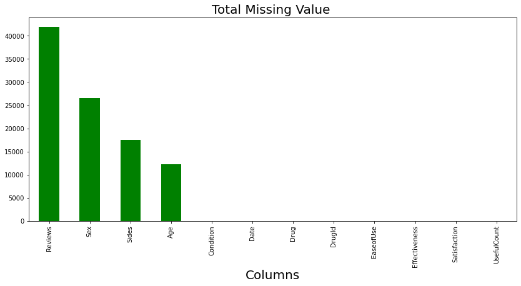 Total Missing Value
40000
35000
30000
25000
20000
15000
10000
5000
0
Reviews
Sex
Sides
Age
Condition
Date
Drug
DrugId
EaseofUse
Effectiveness
Satisfaction
UsefulCount
Columns